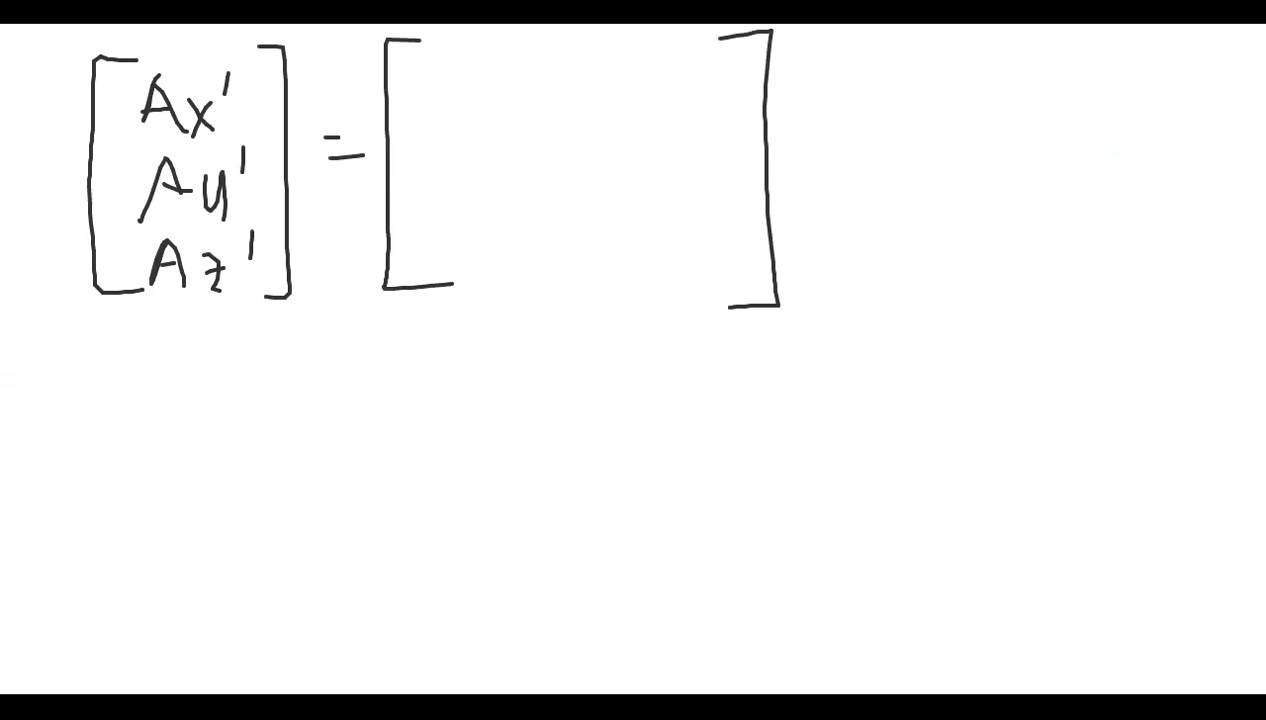 [Ax'
Ay'
Az'] = [ ]